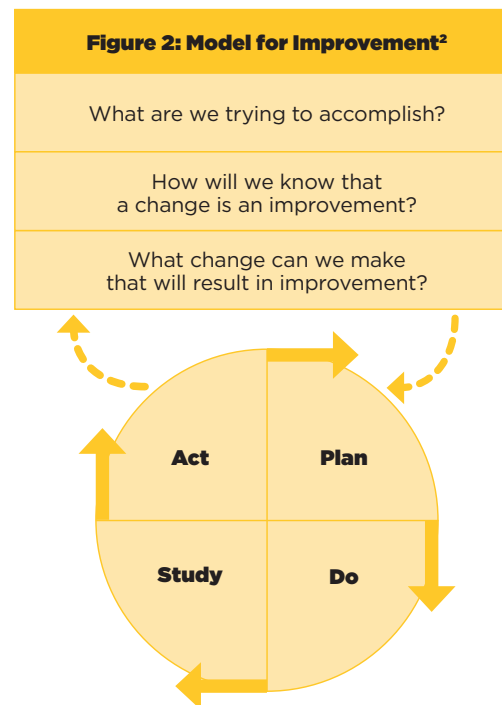 Figure 2: Model for Improvement²
What are we trying to accomplish?
How will we know that
a change is an improvement?
What change can we make
that will result in improvement?
Act
Plan
Study
Do